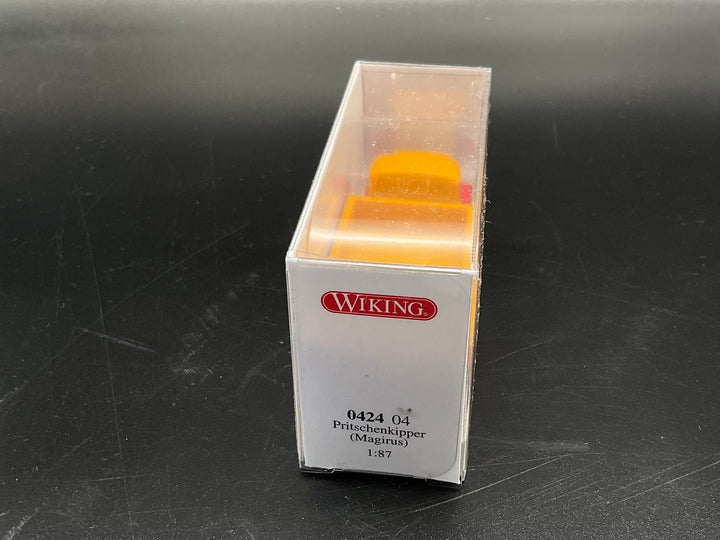 WIKING®
0424 04
Pritschenkipper
(Magirus)
1:87